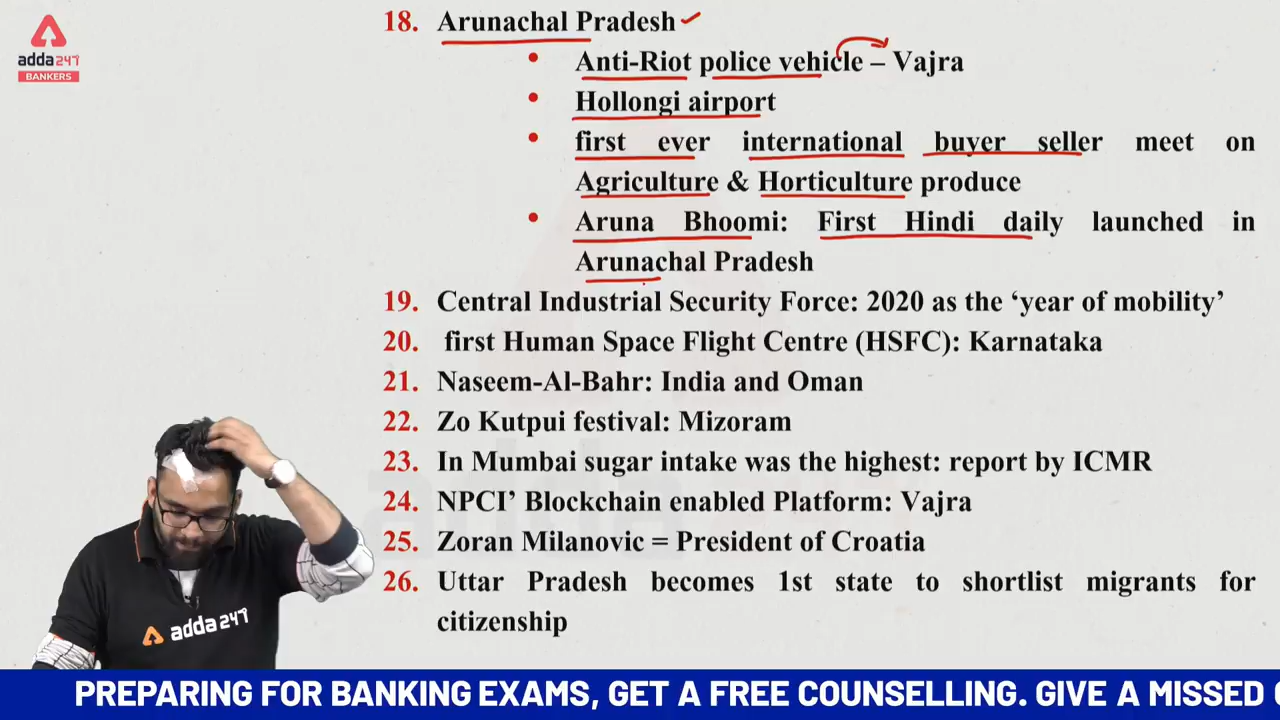 adda247
BANKERS
18. Arunachal Pradesh
• Anti-Riot police vehicle – Vajra
• Hollongi airport
• first ever international buyer seller meet on
Agriculture & Horticulture produce
• Aruna Bhoomi: First Hindi daily launched in
Arunachal Pradesh
19. Central Industrial Security Force: 2020 as the ‘year of mobility’
20. first Human Space Flight Centre (HSFC): Karnataka
21. Naseem-Al-Bahr: India and Oman
22. Zo Kutpui festival: Mizoram
23. In Mumbai sugar intake was the highest: report by ICMR
24. NPCI’ Blockchain enabled Platform: Vajra
25. Zoran Milanovic = President of Croatia
26. Uttar Pradesh becomes 1st state to shortlist migrants for
citizenship
adda247
PREPARING FOR BANKING EXAMS, GET A FREE COUNSELLING. GIVE A MISSED